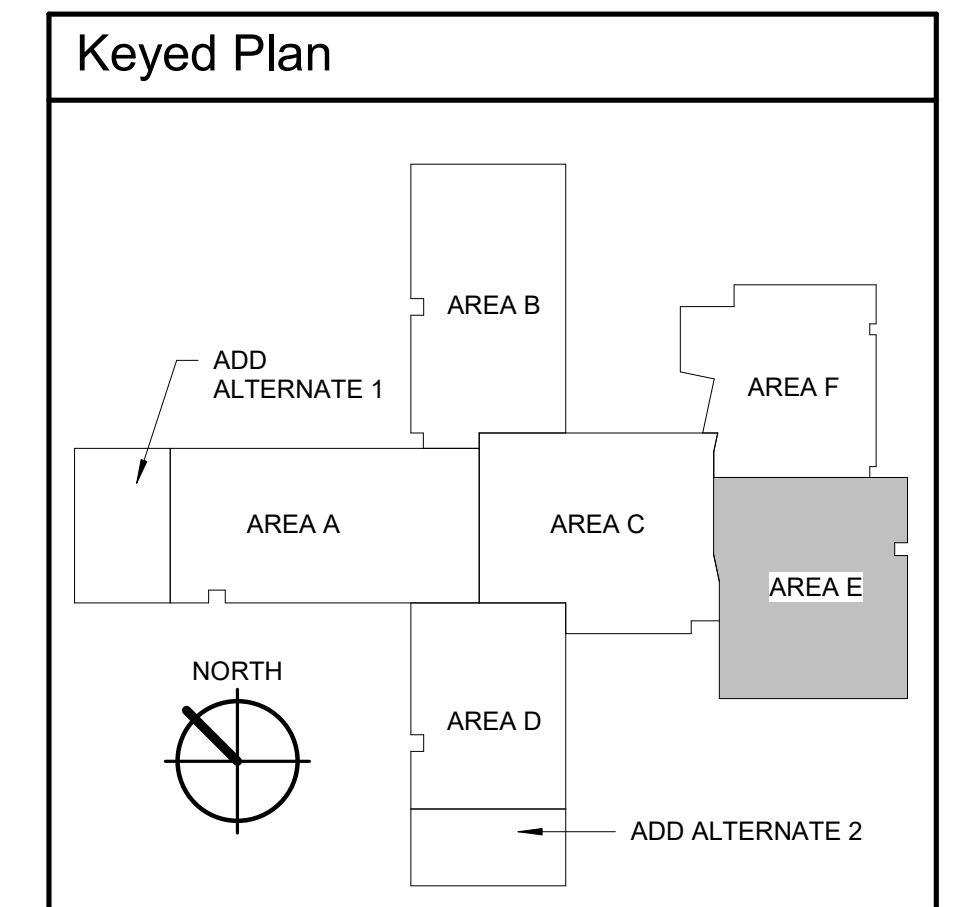 Keyed Plan
AREA B
ADD
ALTERNATE 1
AREA F
AREA A
AREA C
AREA E
NORTH
AREA D
ADD ALTERNATE 2